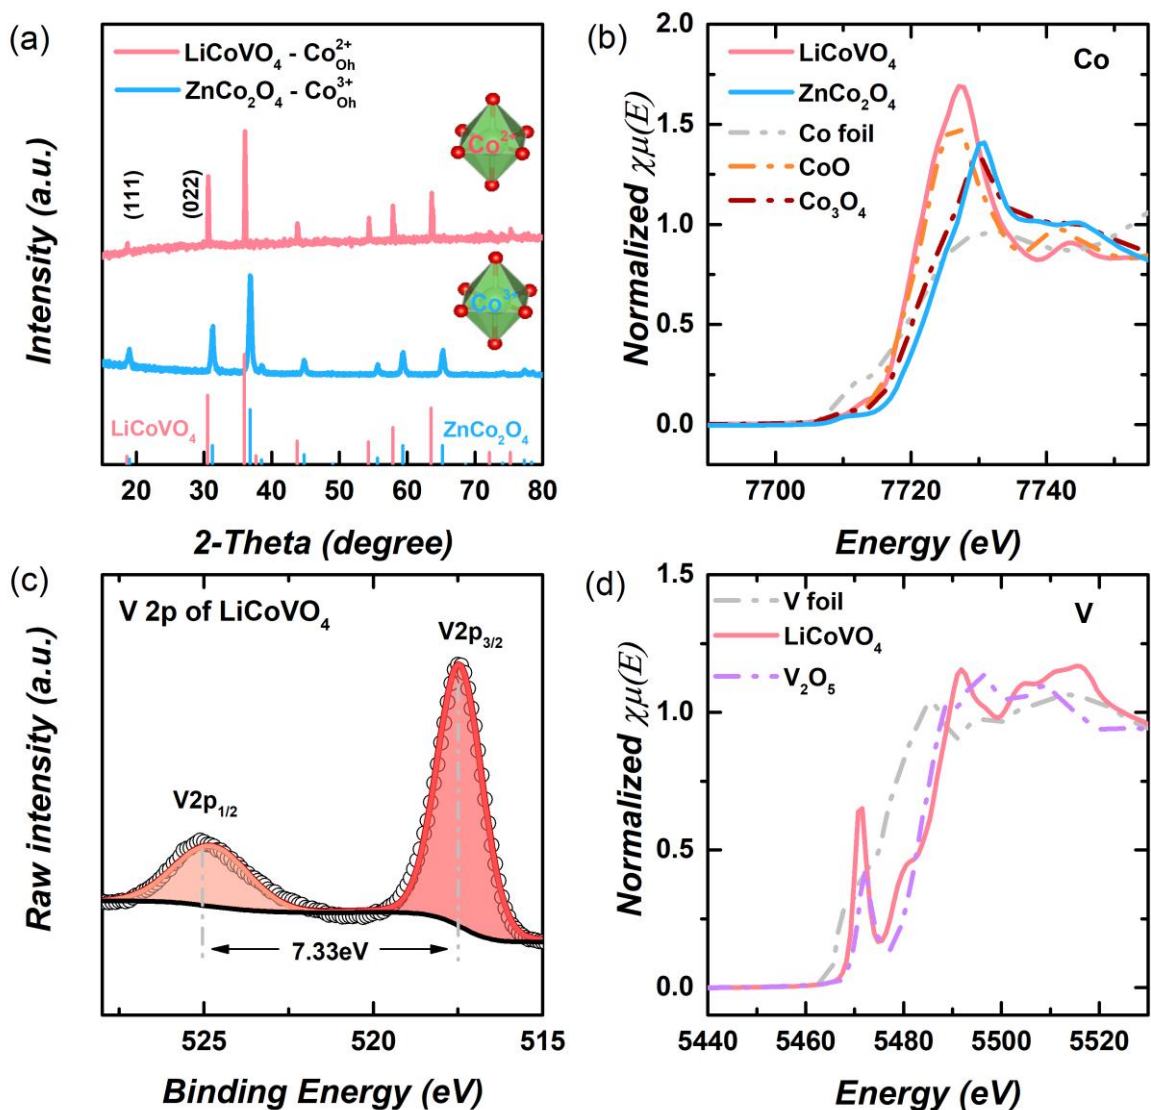 (a)
LiCoVO₄ - Co²⁺Oh
ZnCo₂O₄ - Co³⁺Oh
Co²⁺
(111)
(022)
Co³⁺
LiCoVO₄
ZnCo₂O₄
Intensity (a.u.)
20 30 40 50 60 70 80
2-Theta (degree)
(b)
LiCoVO₄
ZnCo₂O₄
Co foil
CoO
Co₃O₄
Co
Normalized χμ(E)
2.0
1.5
1.0
0.5
0.0
7700 7720 7740
Energy (eV)
(c)
V 2p of LiCoVO₄
V2p₃/₂
V2p₁/₂
7.33eV
Raw intensity (a.u.)
525 520 515
Binding Energy (eV)
(d)
V foil
LiCoVO₄
V₂O₅
V
Normalized χμ(E)
1.5
1.0
0.5
0.0
5440 5460 5480 5500 5520
Energy (eV)